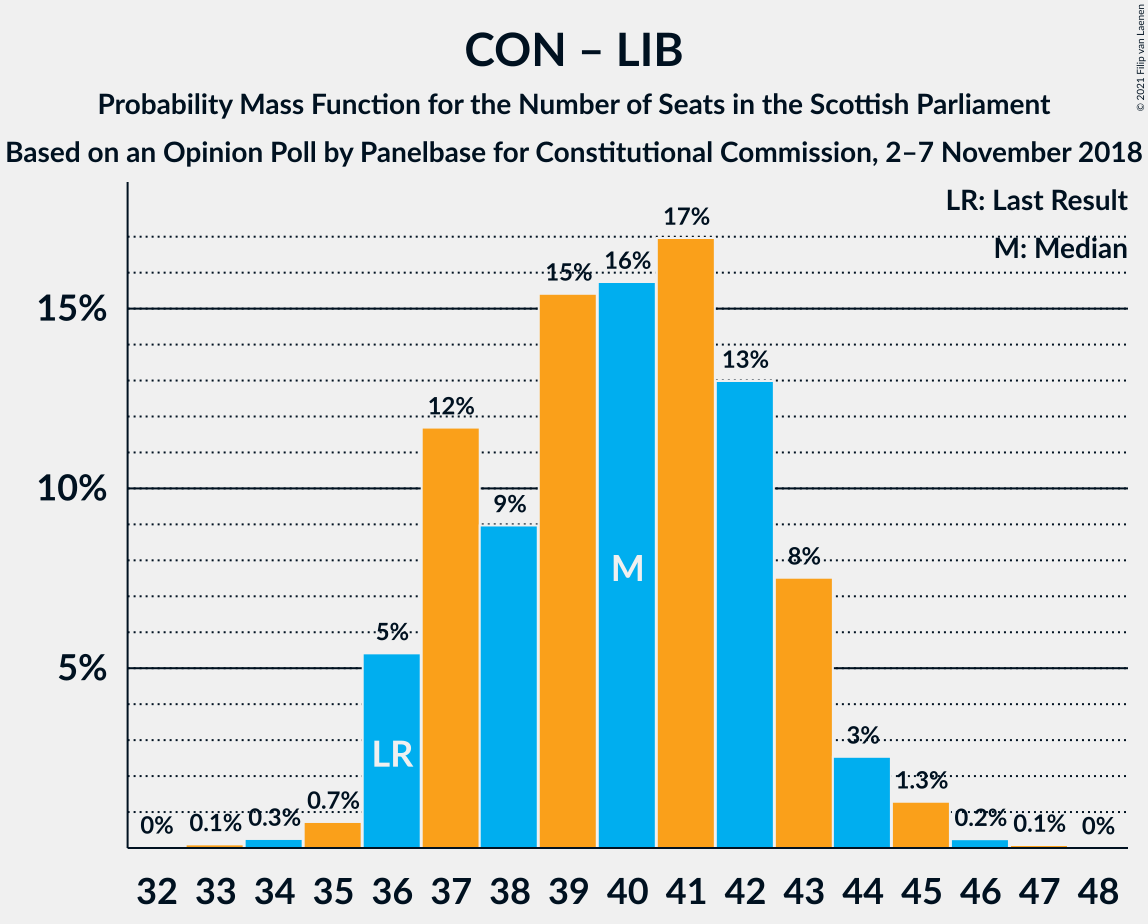 CON – LIB
Probability Mass Function for the Number of Seats in the Scottish Parliament
Based on an Opinion Poll by Panelbase for Constitutional Commission, 2–7 November 2018
© 2021 Filip van Laenen
LR: Last Result
M: Median
15%
10%
5%
0%
0.1%
0.3%
0.7%
5%
12%
9%
15%
16%
17%
13%
8%
3%
1.3%
0.2%
0.1%
0%
LR
M
32 33 34 35 36 37 38 39 40 41 42 43 44 45 46 47 48